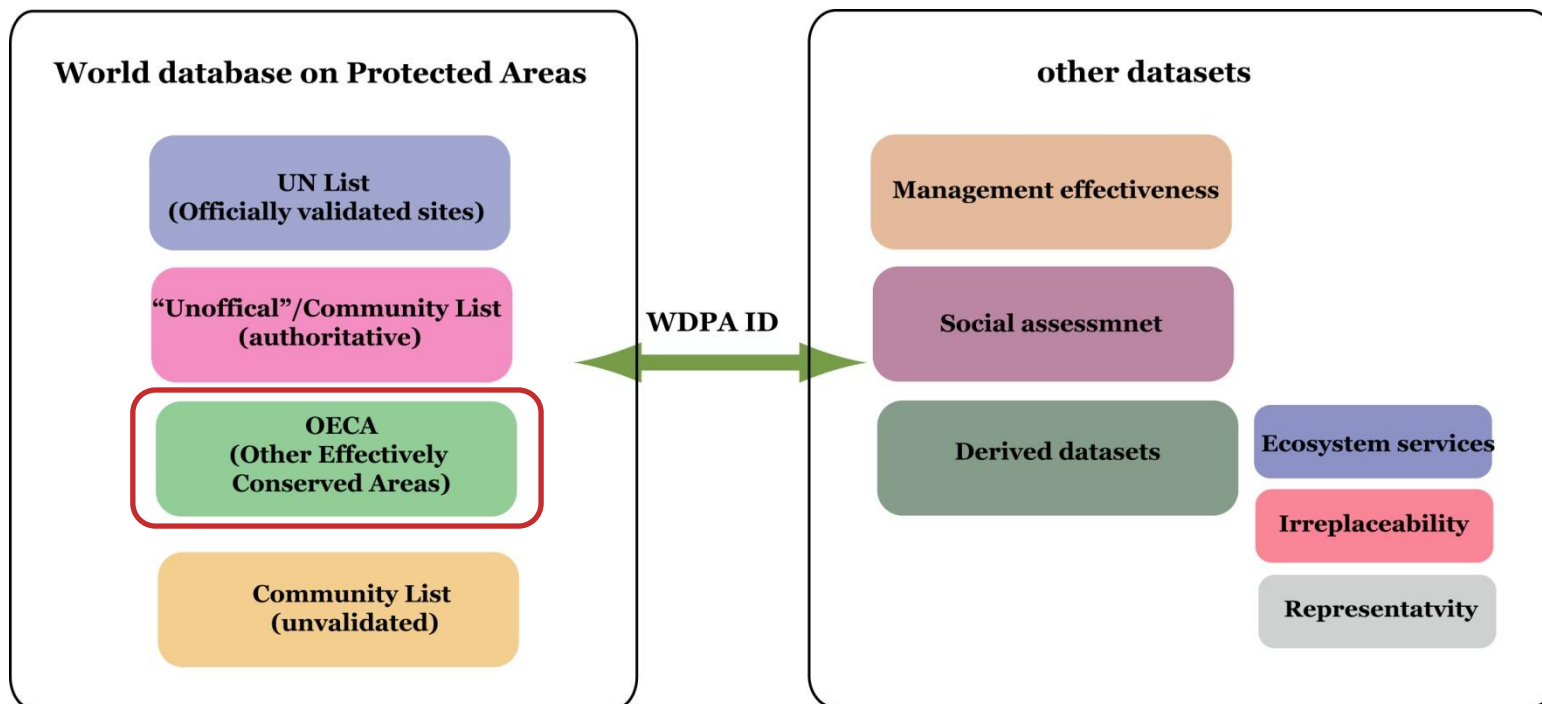 World database on Protected Areas
UN List
(Officially validated sites)
“Unoffical”/Community List
(authoritative)
OECA
(Other Effectively
Conserved Areas)
Community List
(unvalidated)
WDPA ID
other datasets
Management effectiveness
Social assessmnet
Derived datasets
Ecosystem services
Irreplaceability
Representatvity